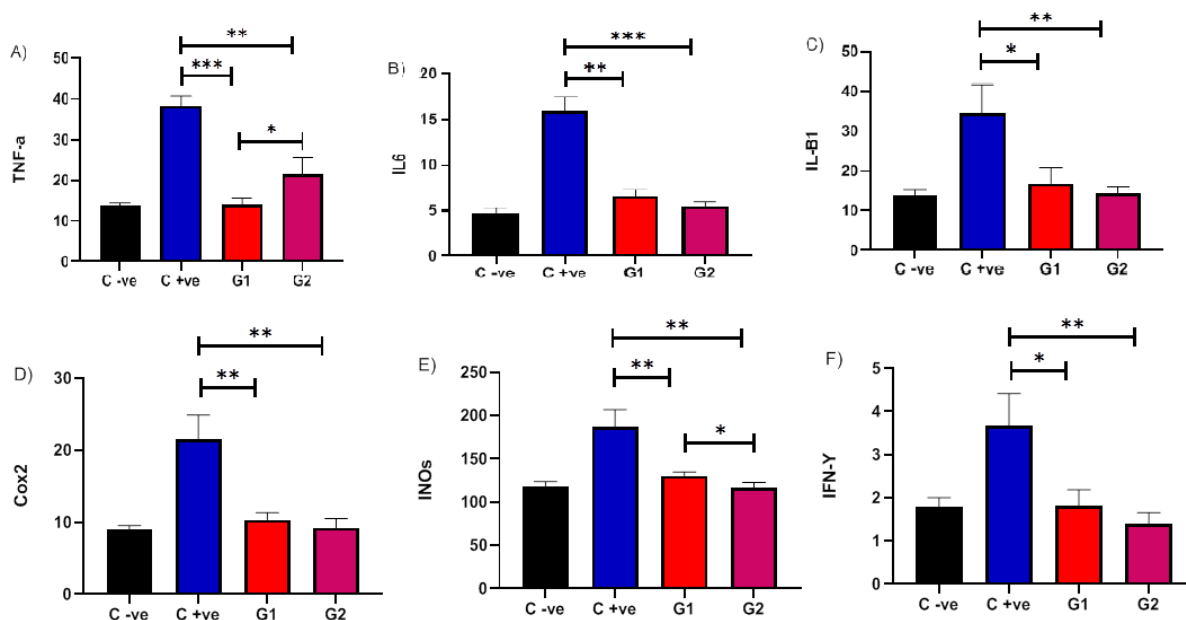 A)
**
***
*
TNF-a
50
40
30
20
10
0
C -ve C +ve G1 G2
B)
***
**
IL6
20
15
10
5
0
C -ve C +ve G1 G2
C)
**
*
IL-B1
50
40
30
20
10
0
C -ve C +ve G1 G2
D)
**
**
Cox2
30
20
10
0
C -ve C +ve G1 G2
E)
**
**
*
INOs
250
200
150
100
50
0
C -ve C +ve G1 G2
F)
**
*
IFN-Y
5
4
3
2
1
0
C -ve C +ve G1 G2